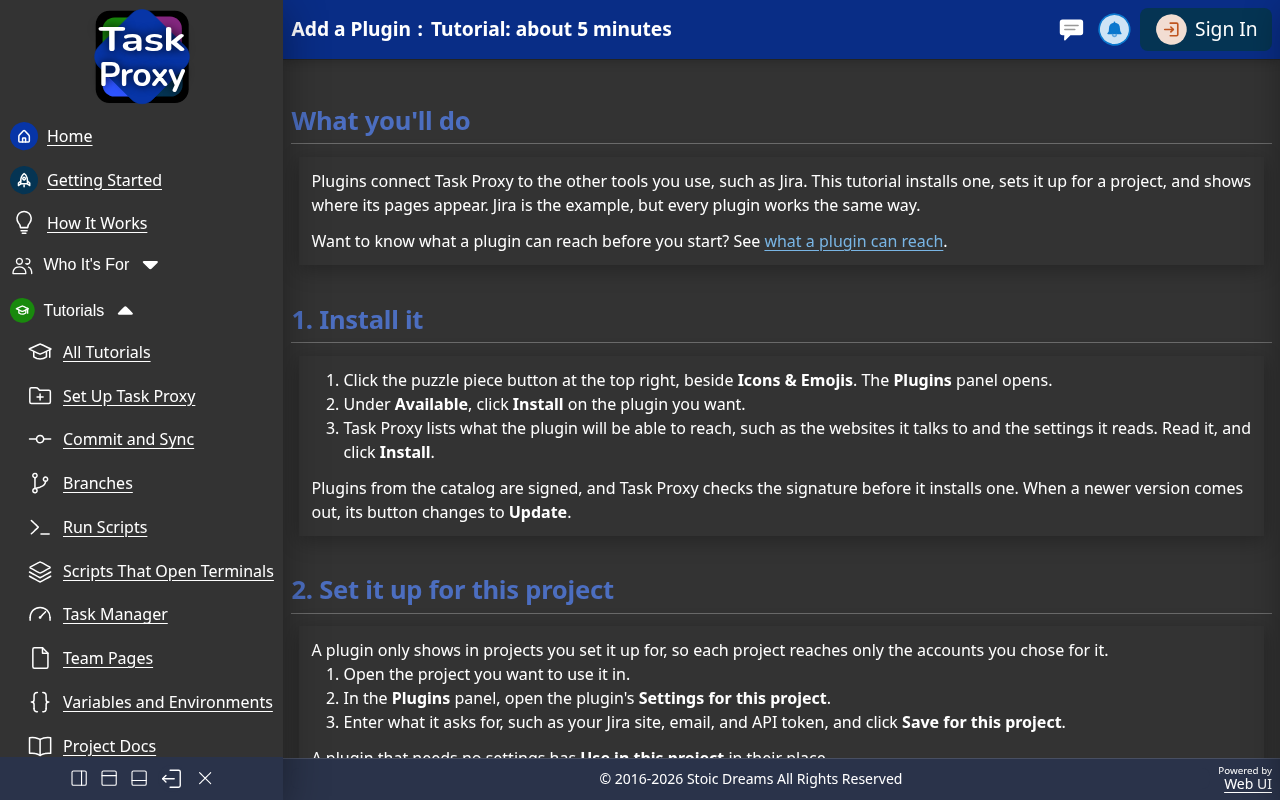 Task
Proxy
Home
Getting Started
How It Works
Who It's For
Tutorials
All Tutorials
Set Up Task Proxy
Commit and Sync
Branches
Run Scripts
Scripts That Open Terminals
Task Manager
Team Pages
Variables and Environments
Project Docs
Add a Plugin : Tutorial: about 5 minutes
Sign In
What you'll do
Plugins connect Task Proxy to the other tools you use, such as Jira. This tutorial installs one, sets it up for a project, and shows
where its pages appear. Jira is the example, but every plugin works the same way.
Want to know what a plugin can reach before you start? See what a plugin can reach.
1. Install it
1. Click the puzzle piece button at the top right, beside Icons & Emojis. The Plugins panel opens.
2. Under Available, click Install on the plugin you want.
3. Task Proxy lists what the plugin will be able to reach, such as the websites it talks to and the settings it reads. Read it, and
click Install.
Plugins from the catalog are signed, and Task Proxy checks the signature before it installs one. When a newer version comes
out, its button changes to Update.
2. Set it up for this project
A plugin only shows in projects you set it up for, so each project reaches only the accounts you chose for it.
1. Open the project you want to use it in.
2. In the Plugins panel, open the plugin's Settings for this project.
3. Enter what it asks for, such as your Jira site, email, and API token, and click Save for this project.
A plugin that needs no settings has Use in this project in their place.
© 2016-2026 Stoic Dreams All Rights Reserved
Powered by
Web UI